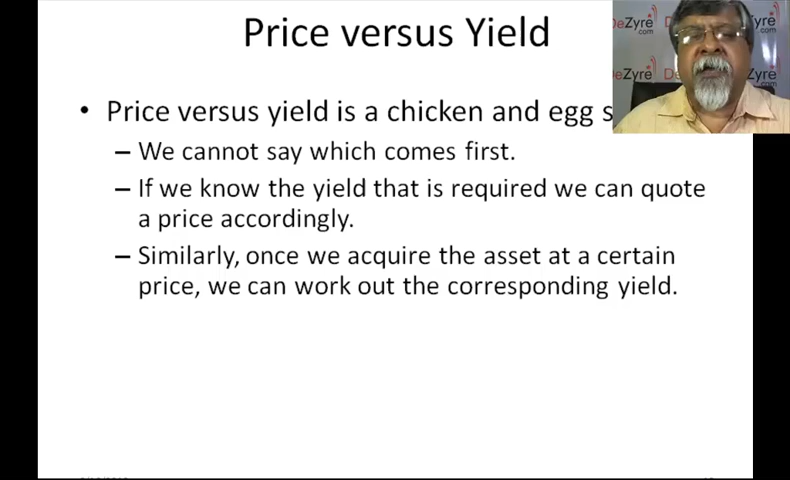 Price versus Yield
• Price versus yield is a chicken and egg s
– We cannot say which comes first.
– If we know the yield that is required we can quote
a price accordingly.
– Similarly, once we acquire the asset at a certain
price, we can work out the corresponding yield.
DeZyre
.com